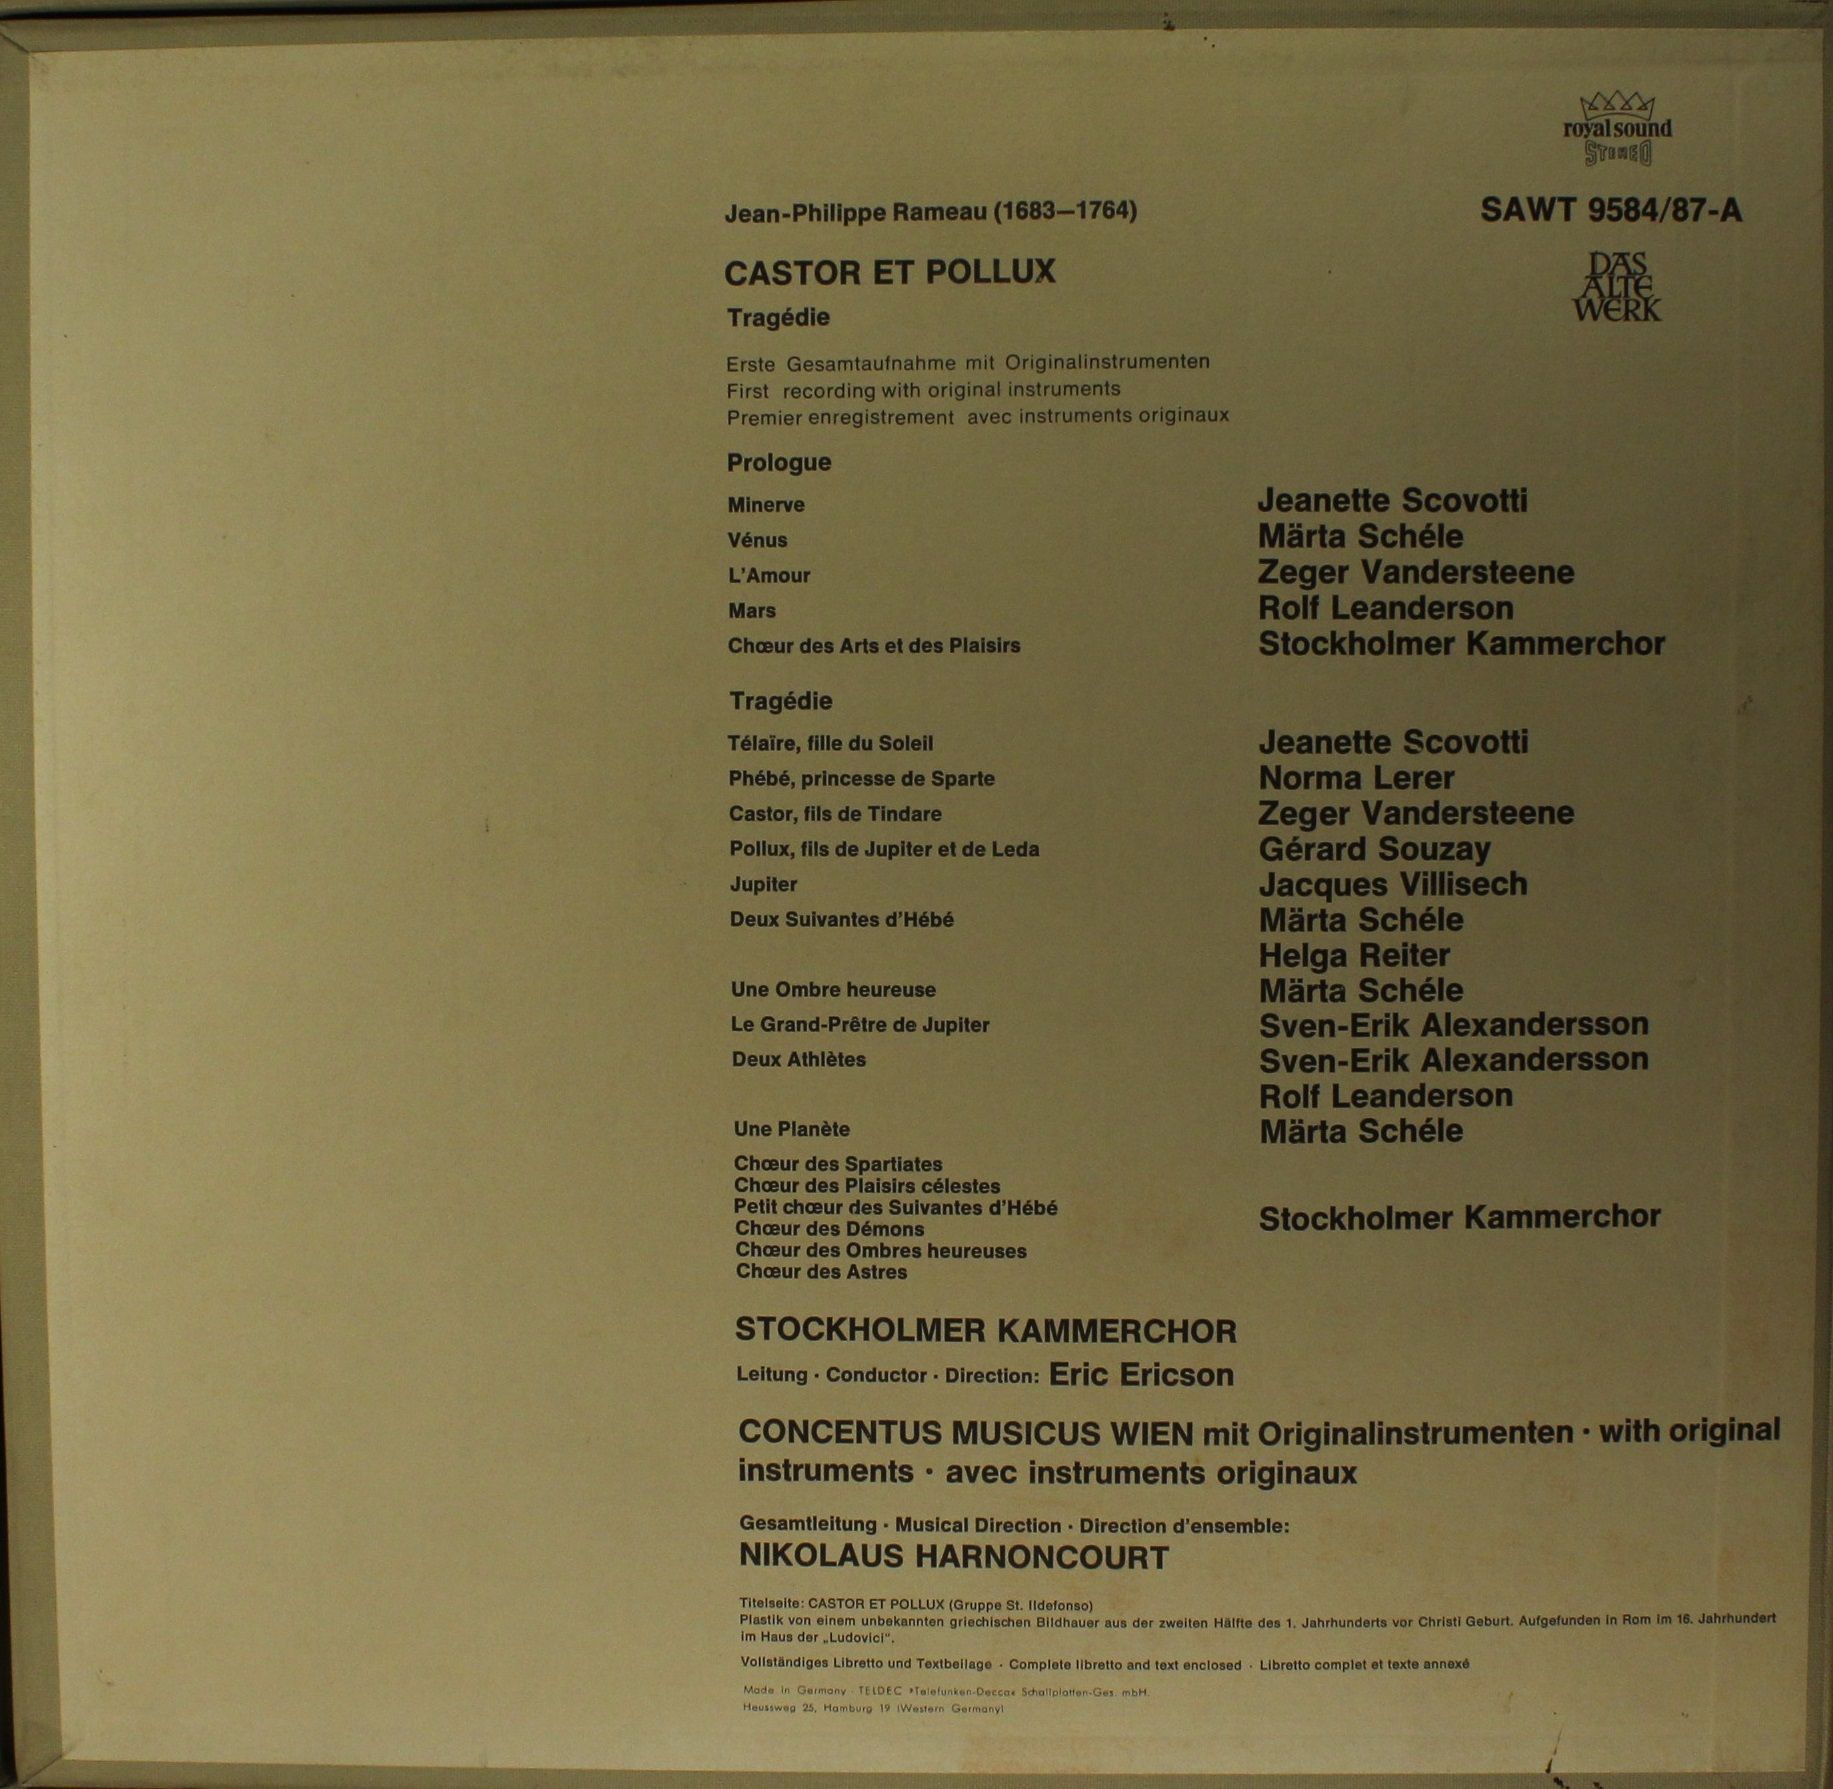 royal sound
STEREO
Jean-Philippe Rameau (1683—1764)
SAWT 9584/87-A
CASTOR ET POLLUX
DAS
ALTE
WERK
Tragédie
Erste Gesamtaufnahme mit Originalinstrumenten
First recording with original instruments
Premier enregistrement avec instruments originaux
Prologue
Minerve Jeanette Scovotti
Vénus Märta Schéle
L'Amour Zeger Vandersteene
Mars Rolf Leanderson
Chœur des Arts et des Plaisirs Stockholmer Kammerchor
Tragédie
Télaïre, fille du Soleil Jeanette Scovotti
Phébé, princesse de Sparte Norma Lerer
Castor, fils de Tindare Zeger Vandersteene
Pollux, fils de Jupiter et de Leda Gérard Souzay
Jupiter Jacques Villisech
Deux Suivantes d'Hébé Märta Schéle
Helga Reiter
Une Ombre heureuse Märta Schéle
Le Grand-Prêtre de Jupiter Sven-Erik Alexandersson
Deux Athlètes Sven-Erik Alexandersson
Rolf Leanderson
Une Planète Märta Schéle
Chœur des Spartiates
Chœur des Plaisirs célestes
Petit chœur des Suivantes d'Hébé
Stockholmer Kammerchor
Chœur des Démons
Chœur des Ombres heureuses
Chœur des Astres
STOCKHOLMER KAMMERCHOR
Leitung · Conductor · Direction: Eric Ericson
CONCENTUS MUSICUS WIEN mit Originalinstrumenten · with original
instruments · avec instruments originaux
Gesamtleitung · Musical Direction · Direction d'ensemble:
NIKOLAUS HARNONCOURT
Titelseite: CASTOR ET POLLUX (Gruppe St. Ildefonso)
Plastik von einem unbekannten griechischen Bildhauer aus der zweiten Hälfte des 1. Jahrhunderts vor Christi Geburt. Aufgefunden in Rom im 16. Jahrhundert
im Haus der „Ludovici".
Vollständiges Libretto und Textbeilage · Complete libretto and text enclosed · Libretto complet et texte annexé
Made in Germany · TELDEC »Telefunken-Decca« Schallplatten-Ges. mbH.
Heussweg 25, Hamburg 19 (Western Germany)